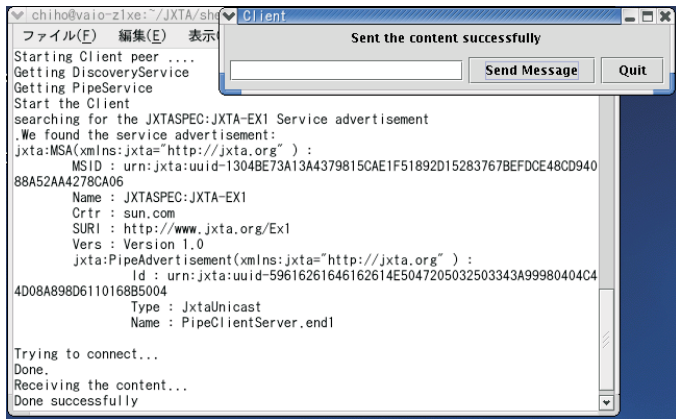 chiho@vaio-z1xe:~/JXTA/she
Client
ファイル(F) 編集(E) 表示
Sent the content successfully
Send Message
Quit
Starting Client peer ....
Getting DiscoveryService
Getting PipeService
Start the Client
searching for the JXTASPEC:JXTA-EX1 Service advertisement
.We found the service advertisement:
jxta:MSA(xmlns:jxta="http://jxta.org" ) :
MSID : urn:jxta:uuid-1304BE73A13A4379815CAE1F51892D15283767BEFDCE48CD940
88A52AA4278CA06
Name : JXTASPEC:JXTA-EX1
Crtr : sun.com
SURI : http://www.jxta.org/Ex1
Vers : Version 1.0
jxta:PipeAdvertisement(xmlns:jxta="http://jxta.org" ) :
Id : urn:jxta:uuid-59616261646162614E5047205032503343A99980404C4
4D08A898D6110168B5004
Type : JxtaUnicast
Name : PipeClientServer.end1
Trying to connect...
Done.
Receiving the content...
Done successfully